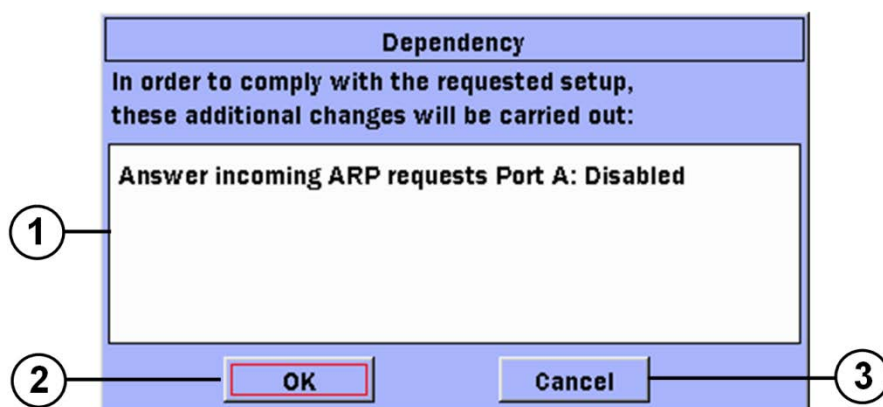 Dependency
In order to comply with the requested setup,
these additional changes will be carried out:
Answer incoming ARP requests Port A: Disabled
1
2
OK
Cancel
3